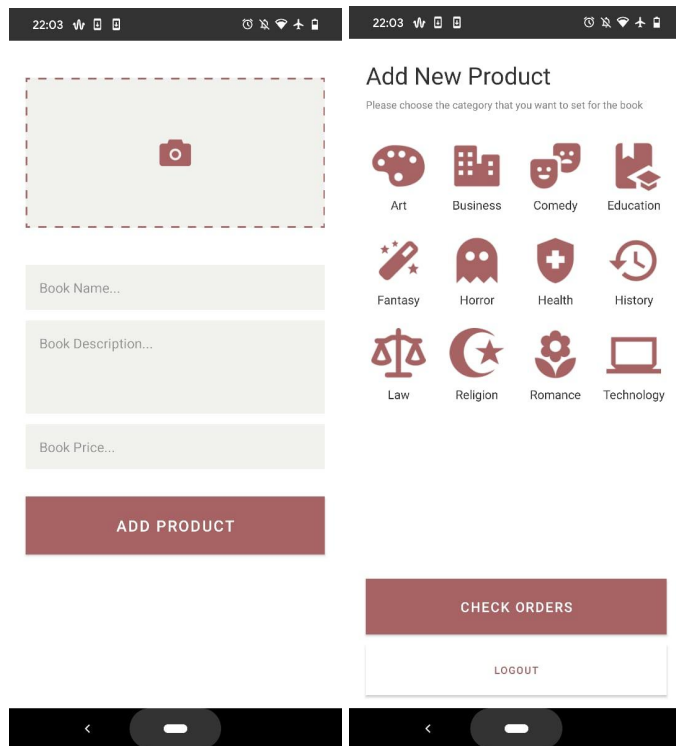 22:03
Book Name...
Book Description...
Book Price...
ADD PRODUCT
22:03
Add New Product
Please choose the category that you want to set for the book
Art Business Comedy Education
Fantasy Horror Health History
Law Religion Romance Technology
CHECK ORDERS
LOGOUT